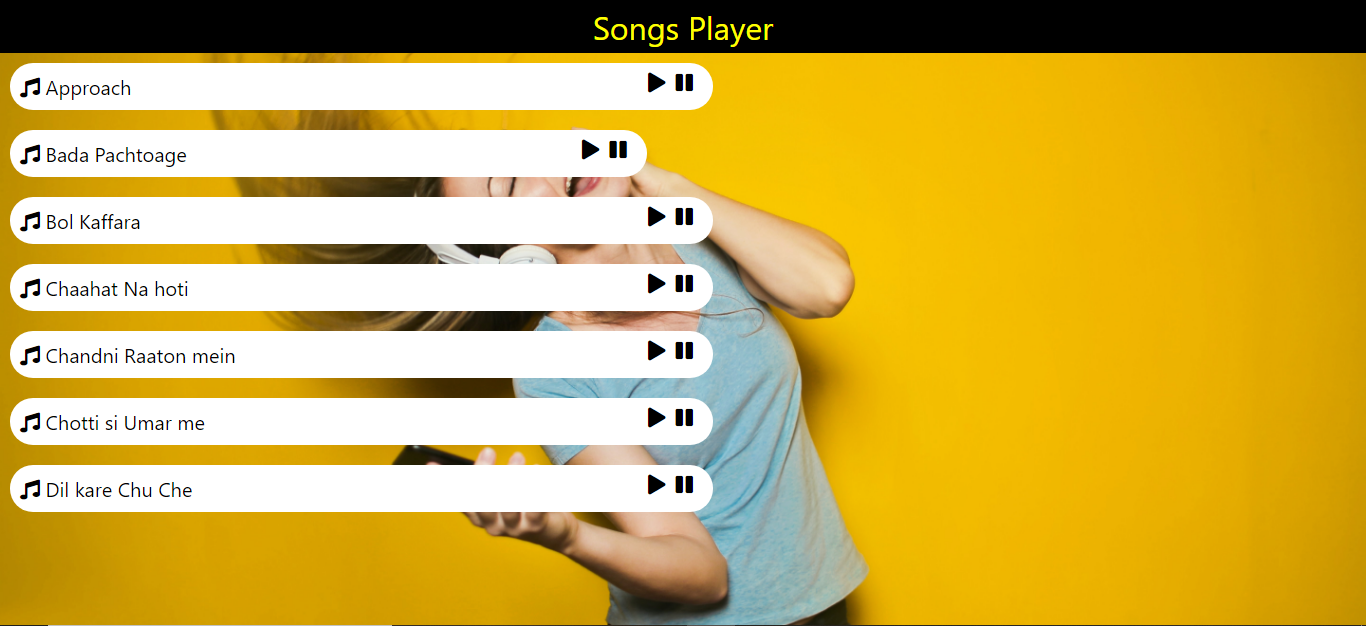 Songs Player
Approach
Bada Pachtoage
Bol Kaffara
Chaahat Na hoti
Chandni Raaton mein
Chotti si Umar me
Dil kare Chu Che